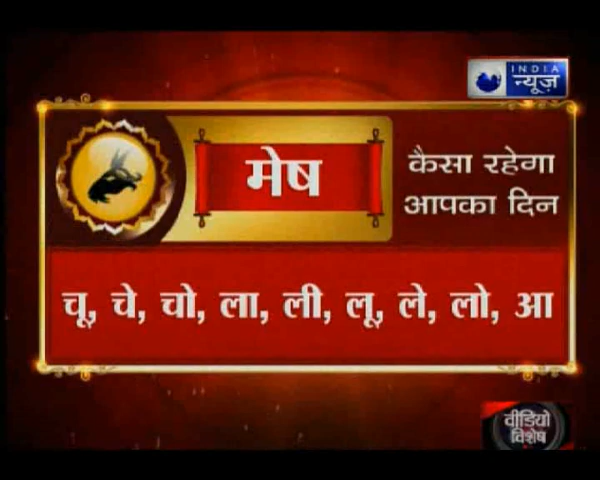 INDIA
न्यूज़
मेष
कैसा रहेगा
आपका दिन
चू, चे, चो, ला, ली, लू, ले, लो, आ
वीडियो
विशेष